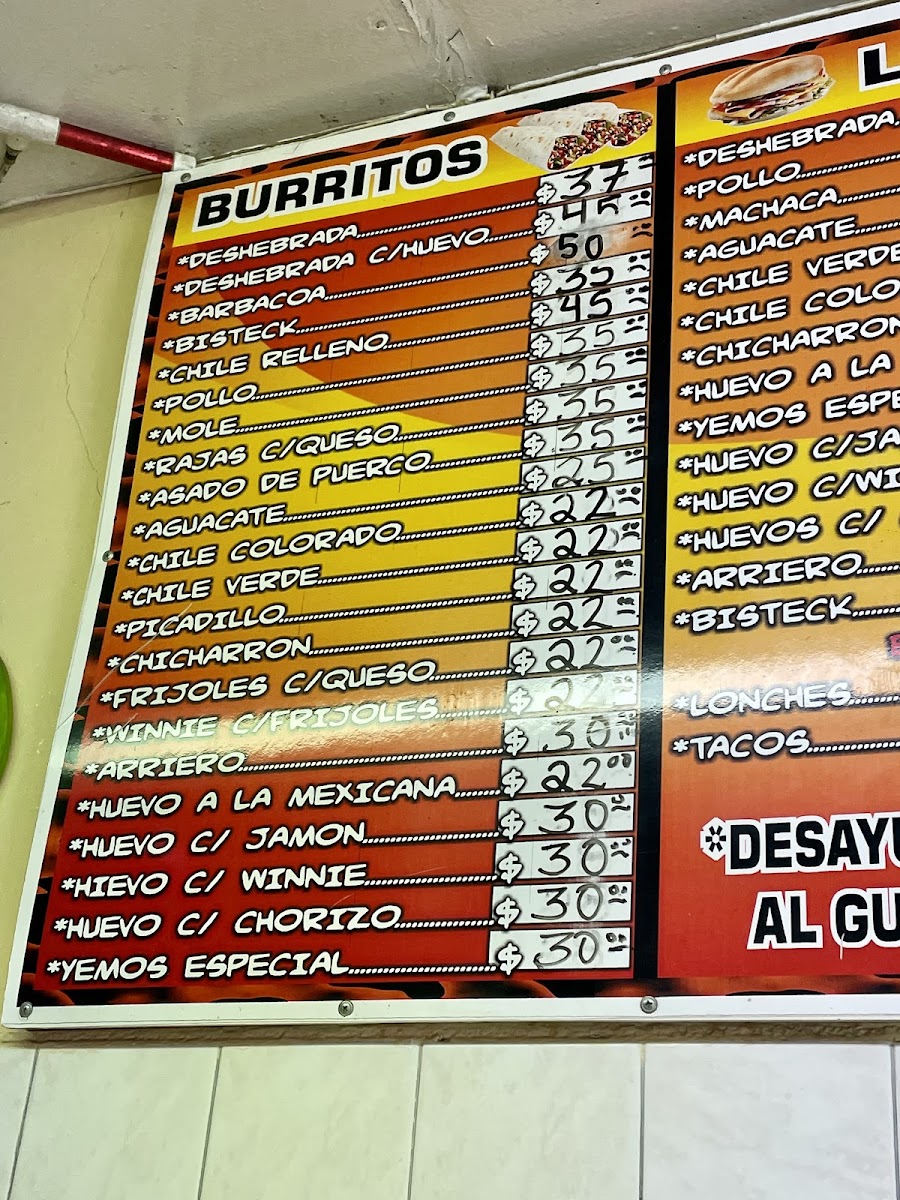 BURRITOS
*DESHEBRADA..........$ 37
*DESHEBRADA C/HUEVO..........$ 45
*BARBACOA..........$ 50
*BISTECK..........$ 35
*CHILE RELLENO..........$ 45
*POLLO..........$ 35
*MOLE..........$ 35
*RAJAS C/QUESO..........$ 35
*ASADO DE PUERCO..........$ 35
*AGUACATE..........$ 25
*CHILE COLORADO..........$ 22
*CHILE VERDE..........$ 22
*PICADILLO..........$ 22
*CHICHARRON..........$ 22
*FRIJOLES C/QUESO..........$ 22
*WINNIE C/FRIJOLES..........$ 22
*ARRIERO..........$ 30
*HUEVO A LA MEXICANA..........$ 22
*HUEVO C/ JAMON..........$ 30
*HIEVO C/ WINNIE..........$ 30
*HUEVO C/ CHORIZO..........$ 30
*YEMOS ESPECIAL..........$ 30
L
*DESHEBRADA..
*POLLO..........
*MACHACA..........
*AGUACATE..........
*CHILE VERDE
*CHILE COLO
*CHICHARRON
*HUEVO A LA
*YEMOS ESPE
*HUEVO C/JA
*HUEVO C/WI
*HUEVOS C/
*ARRIERO..........
*BISTECK..........
*LONCHES..........
*TACOS..........
*DESAYU
AL GU